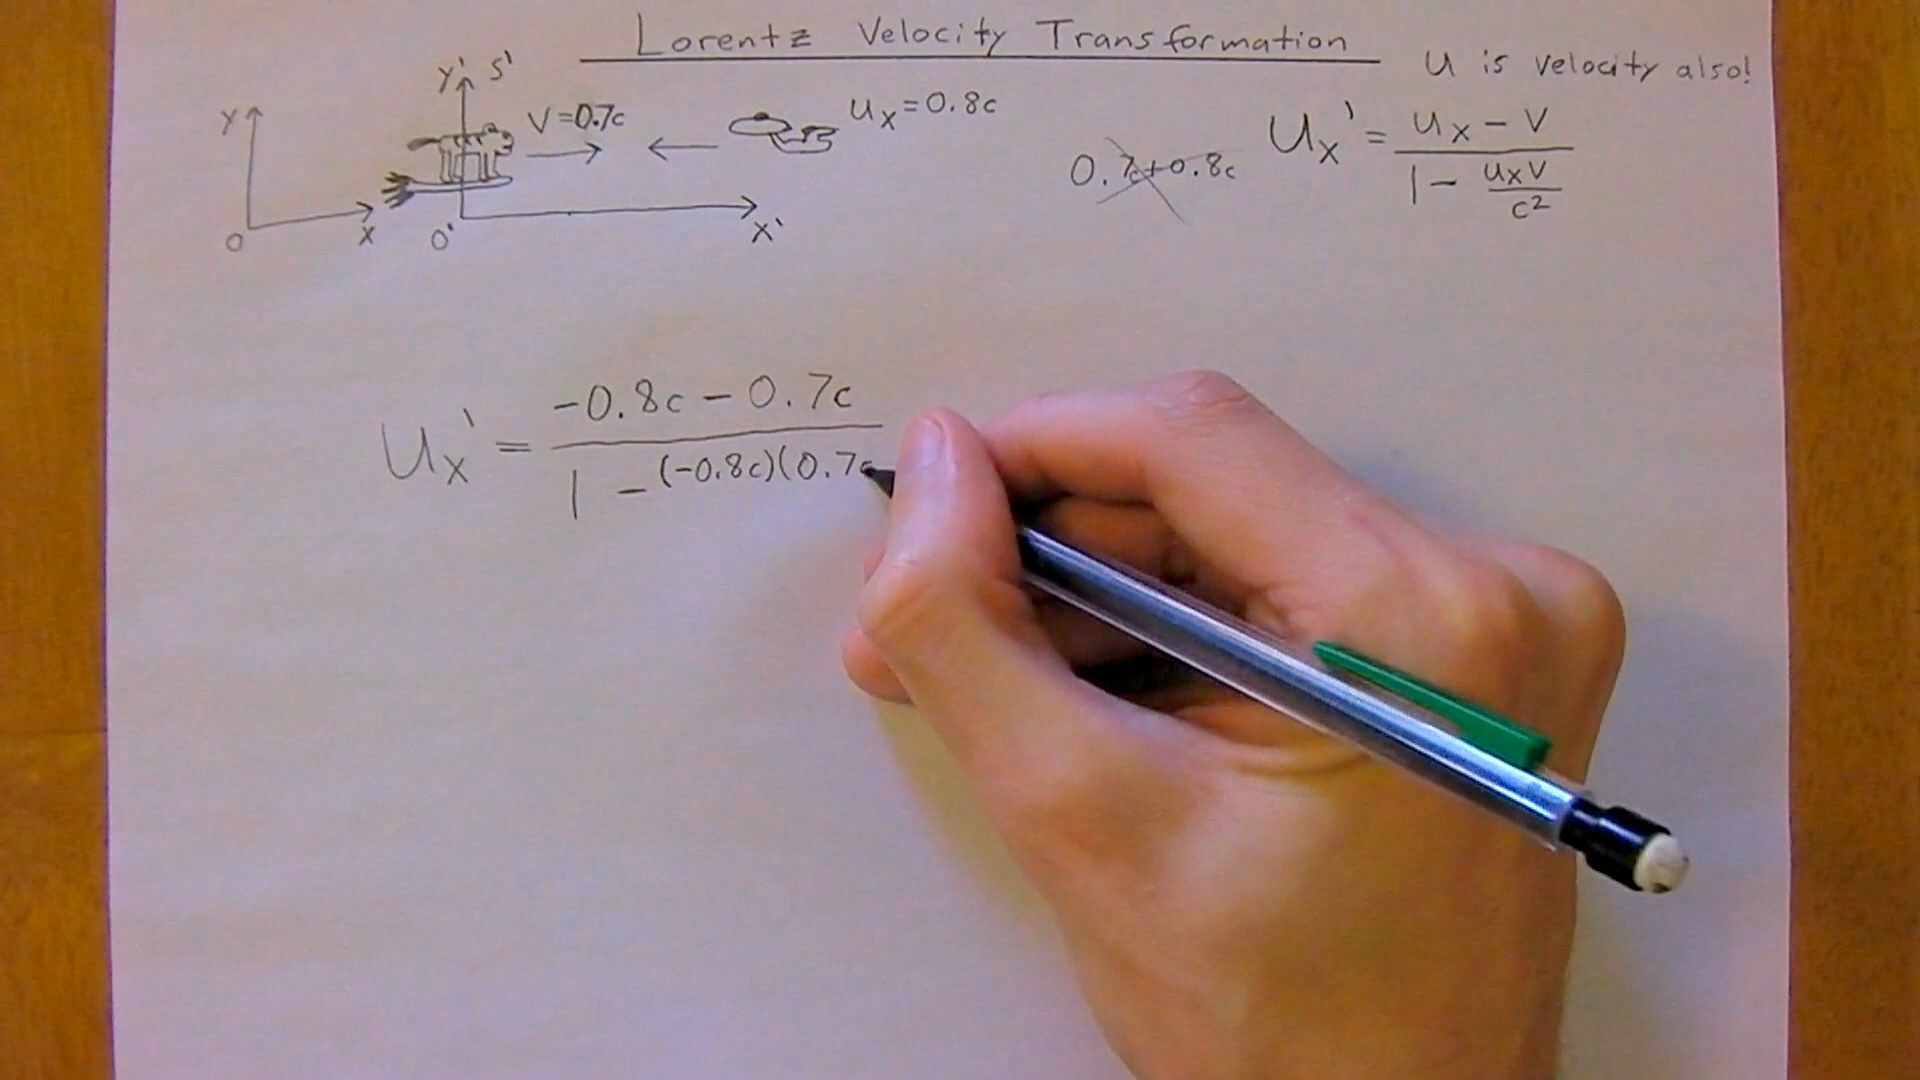 Lorentz Velocity Transformation
u is velocity also!
Y
Y' S'
V=0.7c
u_x=0.8c
0.7c+0.8c
U_x' = (u_x - v) / (1 - u_x v / c²)
O
X
O'
X'
U_x' = (-0.8c - 0.7c) / (1 - (-0.8c)(0.7c